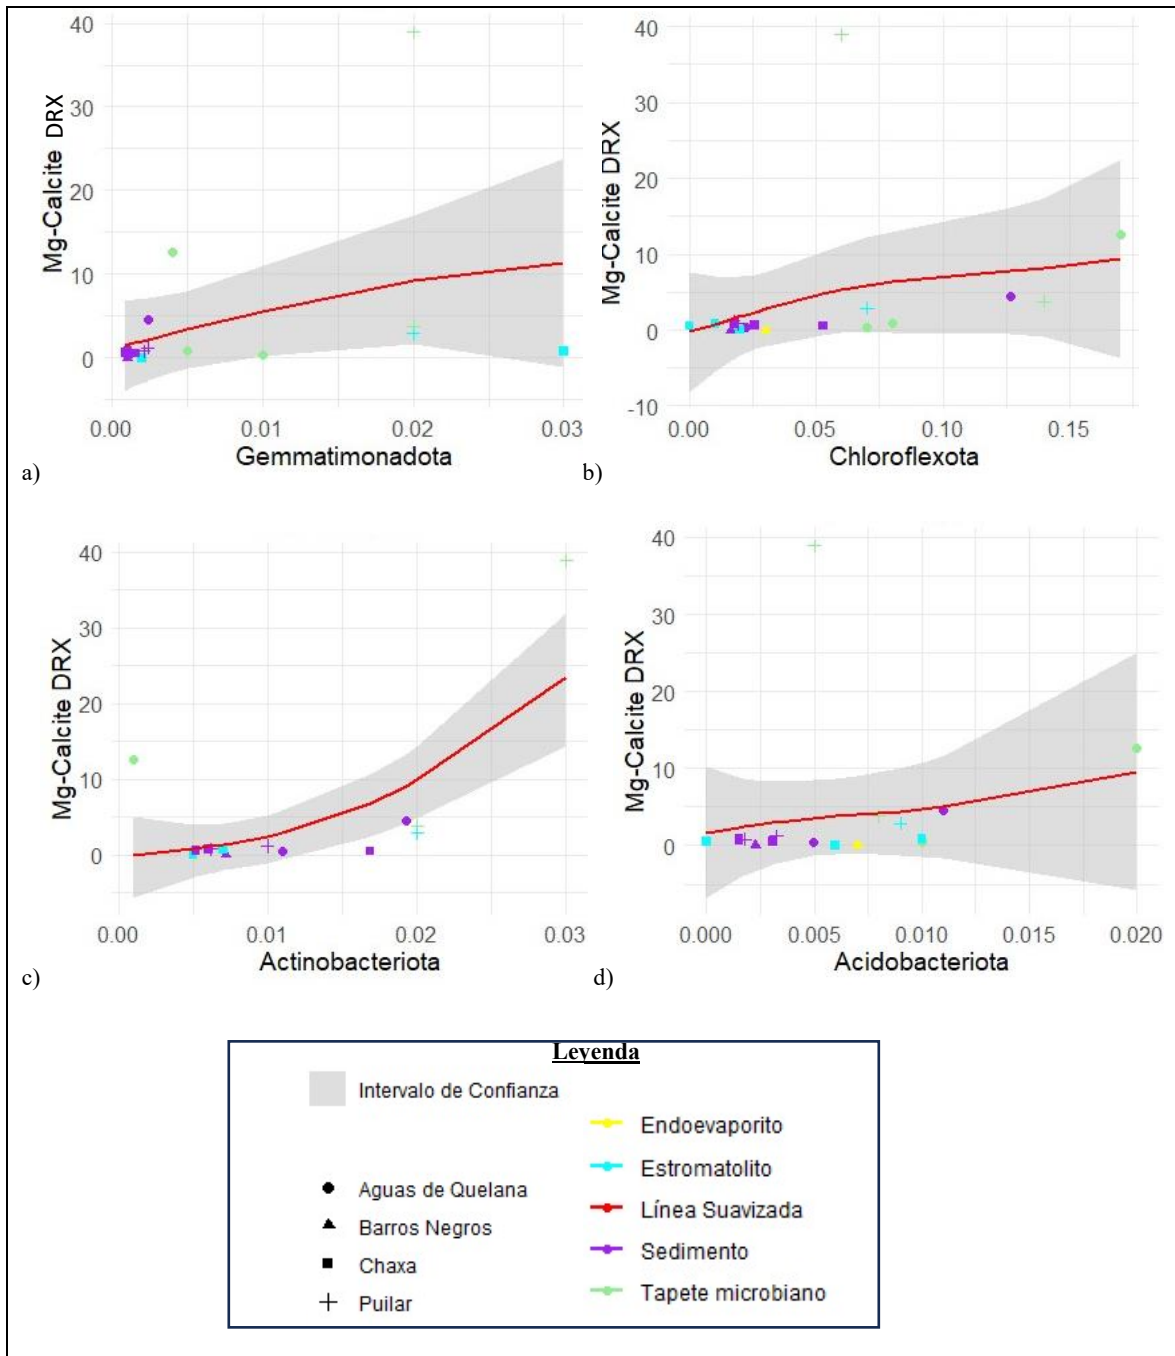 40
30
20
10
0
Mg-Calcite DRX
0.00 0.01 0.02 0.03
Gemmatimonadota
a)
40
30
20
10
0
-10
Mg-Calcite DRX
0.00 0.05 0.10 0.15
Chloroflexota
b)
40
30
20
10
0
Mg-Calcite DRX
0.00 0.01 0.02 0.03
Actinobacteriota
c)
40
30
20
10
0
Mg-Calcite DRX
0.000 0.005 0.010 0.015 0.020
Acidobacteriota
d)
Leyenda
Intervalo de Confianza
Aguas de Quelana
Barros Negros
Chaxa
Puilar
Endoevaporito
Estromatolito
Línea Suavizada
Sedimento
Tapete microbiano